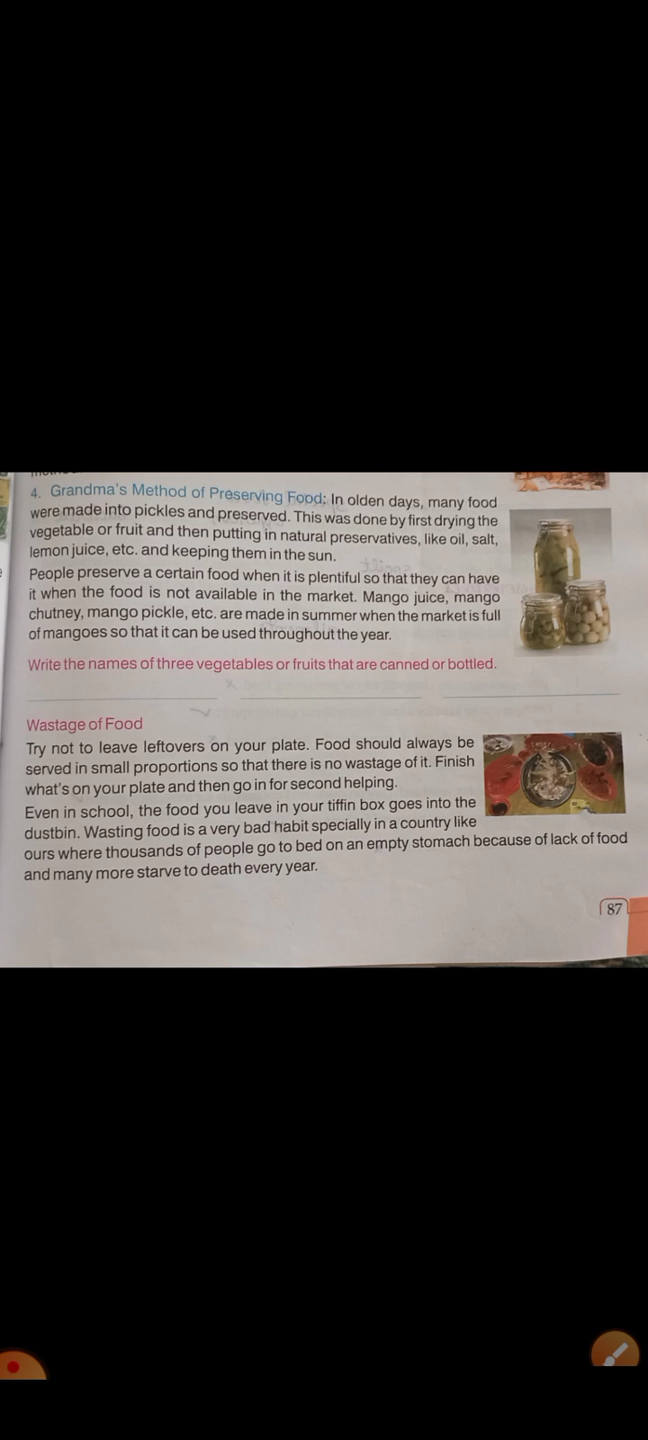 4. Grandma's Method of Preserving Food: In olden days, many food
were made into pickles and preserved. This was done by first drying the
vegetable or fruit and then putting in natural preservatives, like oil, salt,
lemon juice, etc. and keeping them in the sun.
People preserve a certain food when it is plentiful so that they can have
it when the food is not available in the market. Mango juice, mango
chutney, mango pickle, etc. are made in summer when the market is full
of mangoes so that it can be used throughout the year.
Write the names of three vegetables or fruits that are canned or bottled.
Wastage of Food
Try not to leave leftovers on your plate. Food should always be
served in small proportions so that there is no wastage of it. Finish
what's on your plate and then go in for second helping.
Even in school, the food you leave in your tiffin box goes into the
dustbin. Wasting food is a very bad habit specially in a country like
ours where thousands of people go to bed on an empty stomach because of lack of food
and many more starve to death every year.
87